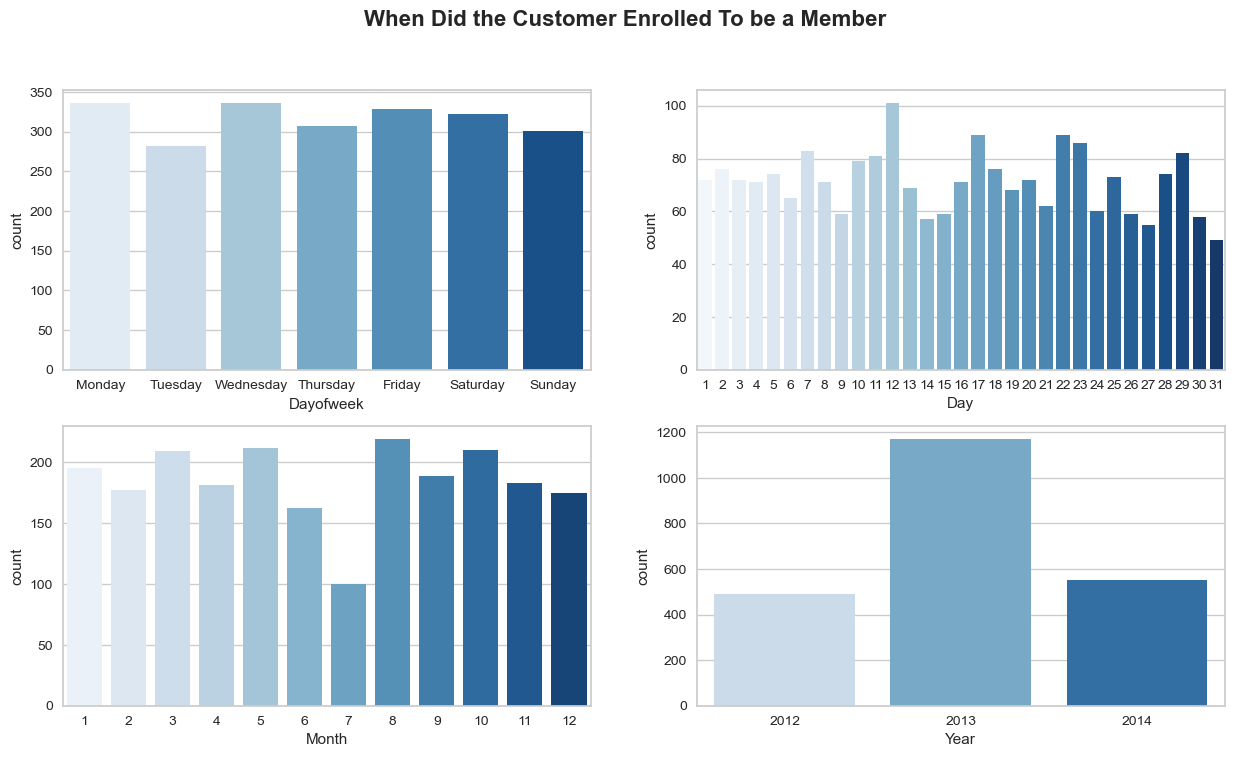 When Did the Customer Enrolled To be a Member
350
300
250
200
150
100
50
0
count
Monday Tuesday Wednesday Thursday Friday Saturday Sunday
Dayofweek
100
80
60
40
20
0
count
1 2 3 4 5 6 7 8 9 10 11 12 13 14 15 16 17 18 19 20 21 22 23 24 25 26 27 28 29 30 31
Day
200
150
100
50
0
count
1 2 3 4 5 6 7 8 9 10 11 12
Month
1200
1000
800
600
400
200
0
count
2012 2013 2014
Year